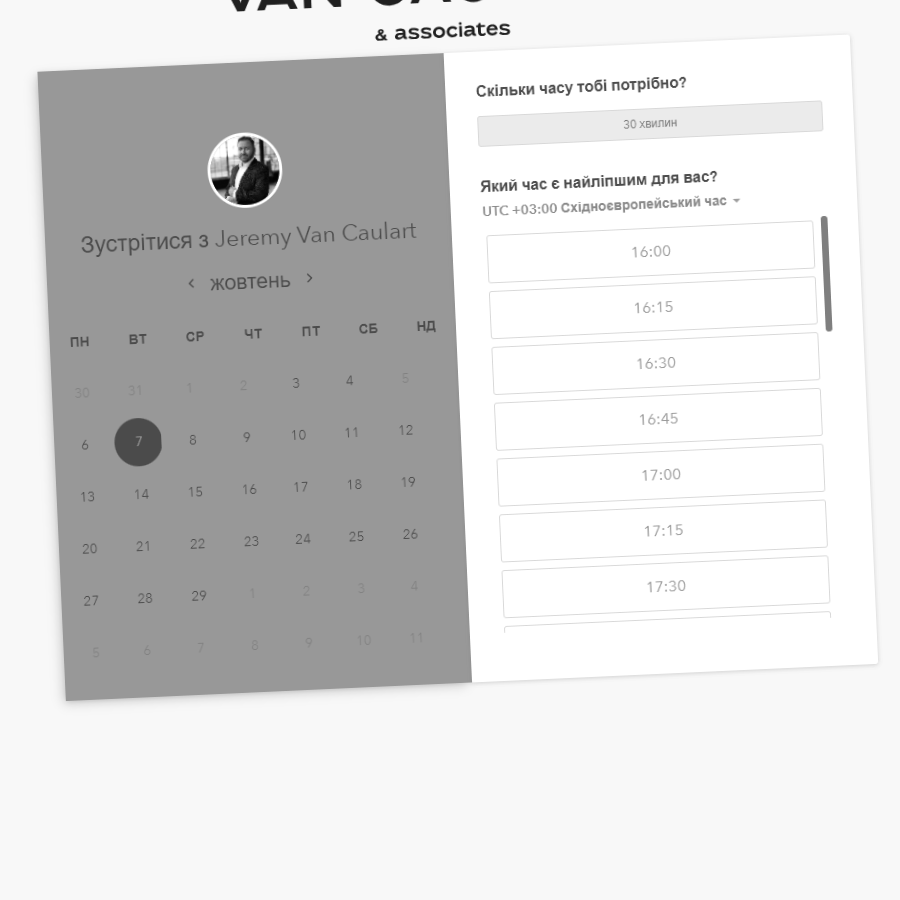 & associates
Зустрітися з Jeremy Van Caulart
жовтень
ПН ВТ СР ЧТ ПТ СБ НД
30 31 1 2 3 4 5
6 7 8 9 10 11 12
13 14 15 16 17 18 19
20 21 22 23 24 25 26
27 28 29 1 2 3 4
5 6 7 8 9 10 11
Скільки часу тобі потрібно?
30 хвилин
Який час є найліпшим для вас?
UTC +03:00 Східноєвропейський час
16:00
16:15
16:30
16:45
17:00
17:15
17:30